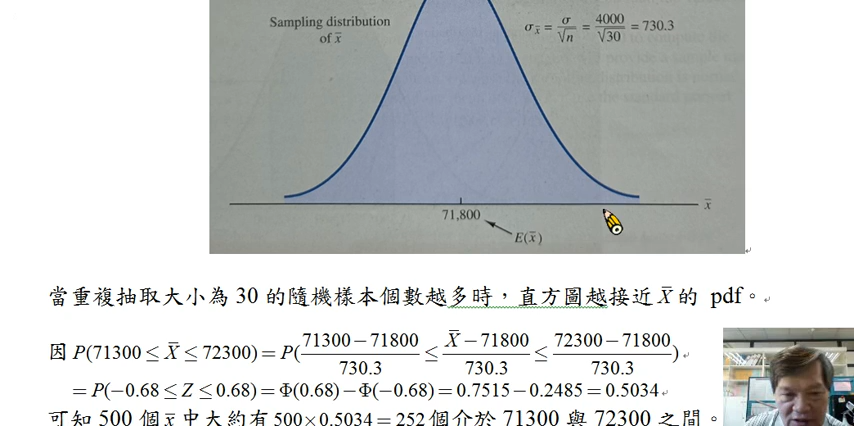 Sampling distribution
of x̄
σx̄ = σ/√n = 4000/√30 = 730.3
71,800
x̄
E(x̄)
當重複抽取大小為 30 的隨機樣本個數越多時，直方圖越接近 X̄ 的 pdf。
因 P(71300 ≤ X̄ ≤ 72300) = P( (71300−71800)/730.3 ≤ (X̄−71800)/730.3 ≤ (72300−71800)/730.3 )
= P(−0.68 ≤ Z ≤ 0.68) = Φ(0.68) − Φ(−0.68) = 0.7515 − 0.2485 = 0.5034
可知 500 個 x̄ 中大約有 500×0.5034 = 252 個介於 71300 與 72300 之間。